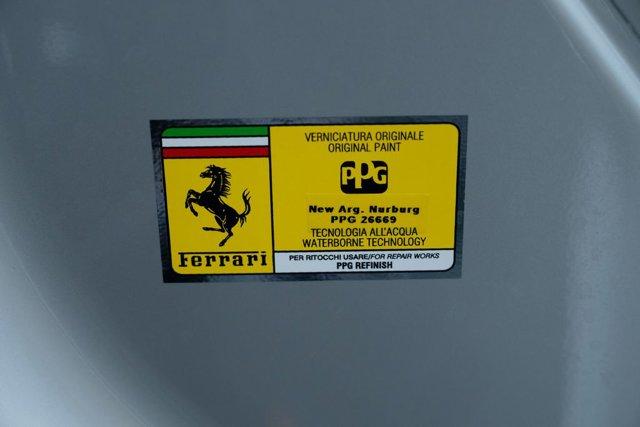 Ferrari
VERNICIATURA ORIGINALE
ORIGINAL PAINT
PPG
New Arg. Nurburg
PPG 26669
TECNOLOGIA ALL'ACQUA
WATERBORNE TECHNOLOGY
PER RITOCCHI USARE/FOR REPAIR WORKS
PPG REFINISH